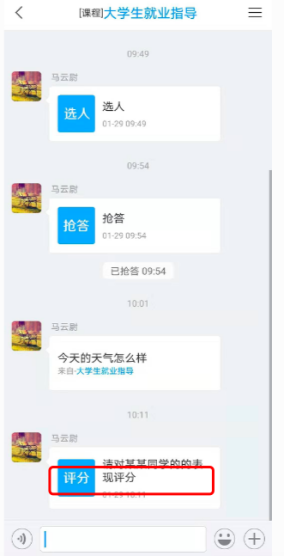 [课程]大学生就业指导
09:49
马云尉
选人
选人
01-29 09:49
09:54
马云尉
抢答
抢答
01-29 09:54
已抢答 09:54
10:01
马云尉
今天的天气怎么样
来自-大学生就业指导
10:11
马云尉
评分
请对某某同学的的表
现评分
01-29 10:11